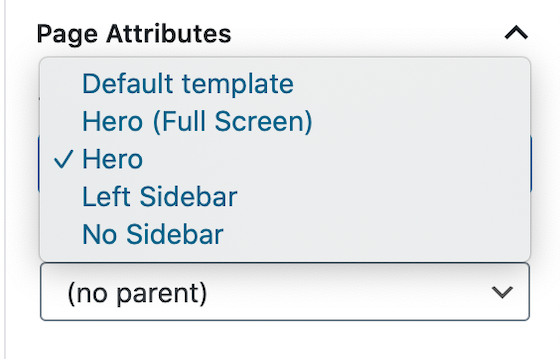 Page Attributes
Default template
Hero (Full Screen)
✓ Hero
Left Sidebar
No Sidebar
(no parent)